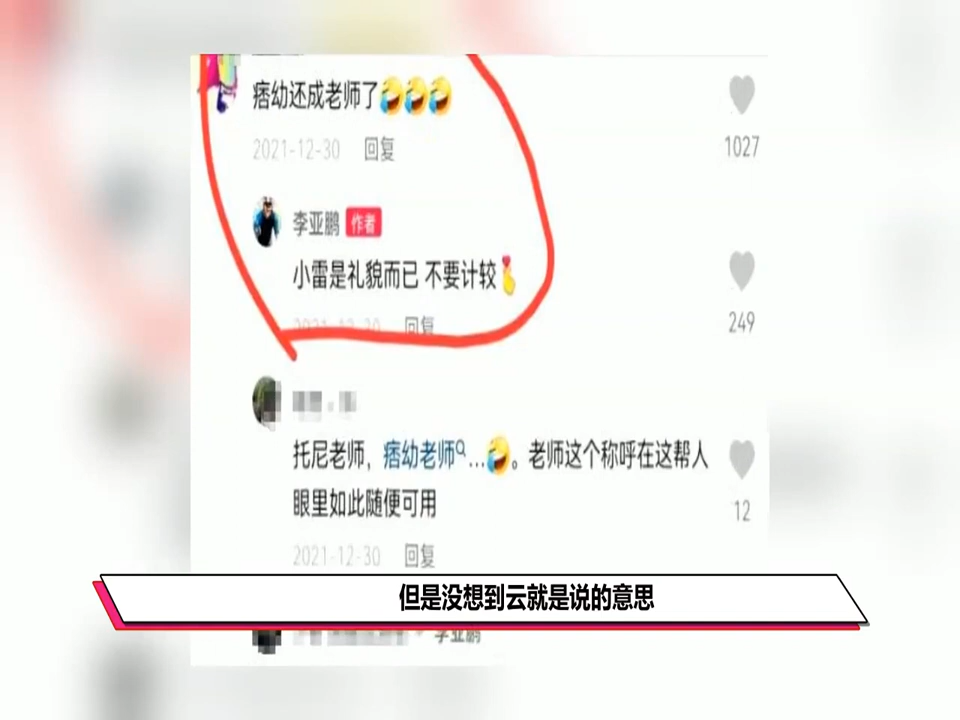 痞幼还成老师了
1027
2021-12-30 回复
李亚鹏 作者
小雷是礼貌而已 不要计较
249
2021-12-30 回复
托尼老师，痞幼老师...。老师这个称呼在这帮人
眼里如此随便可用
12
2021-12-30 回复
但是没想到云就是说的意思
李亚鹏